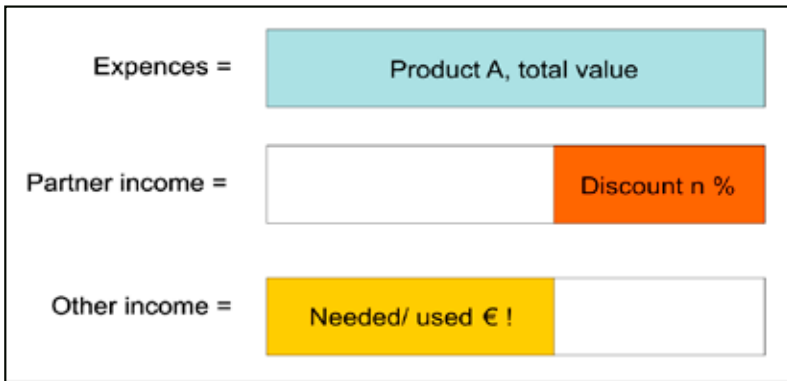 Expences = Product A, total value
Partner income = Discount n %
Other income = Needed/ used € !